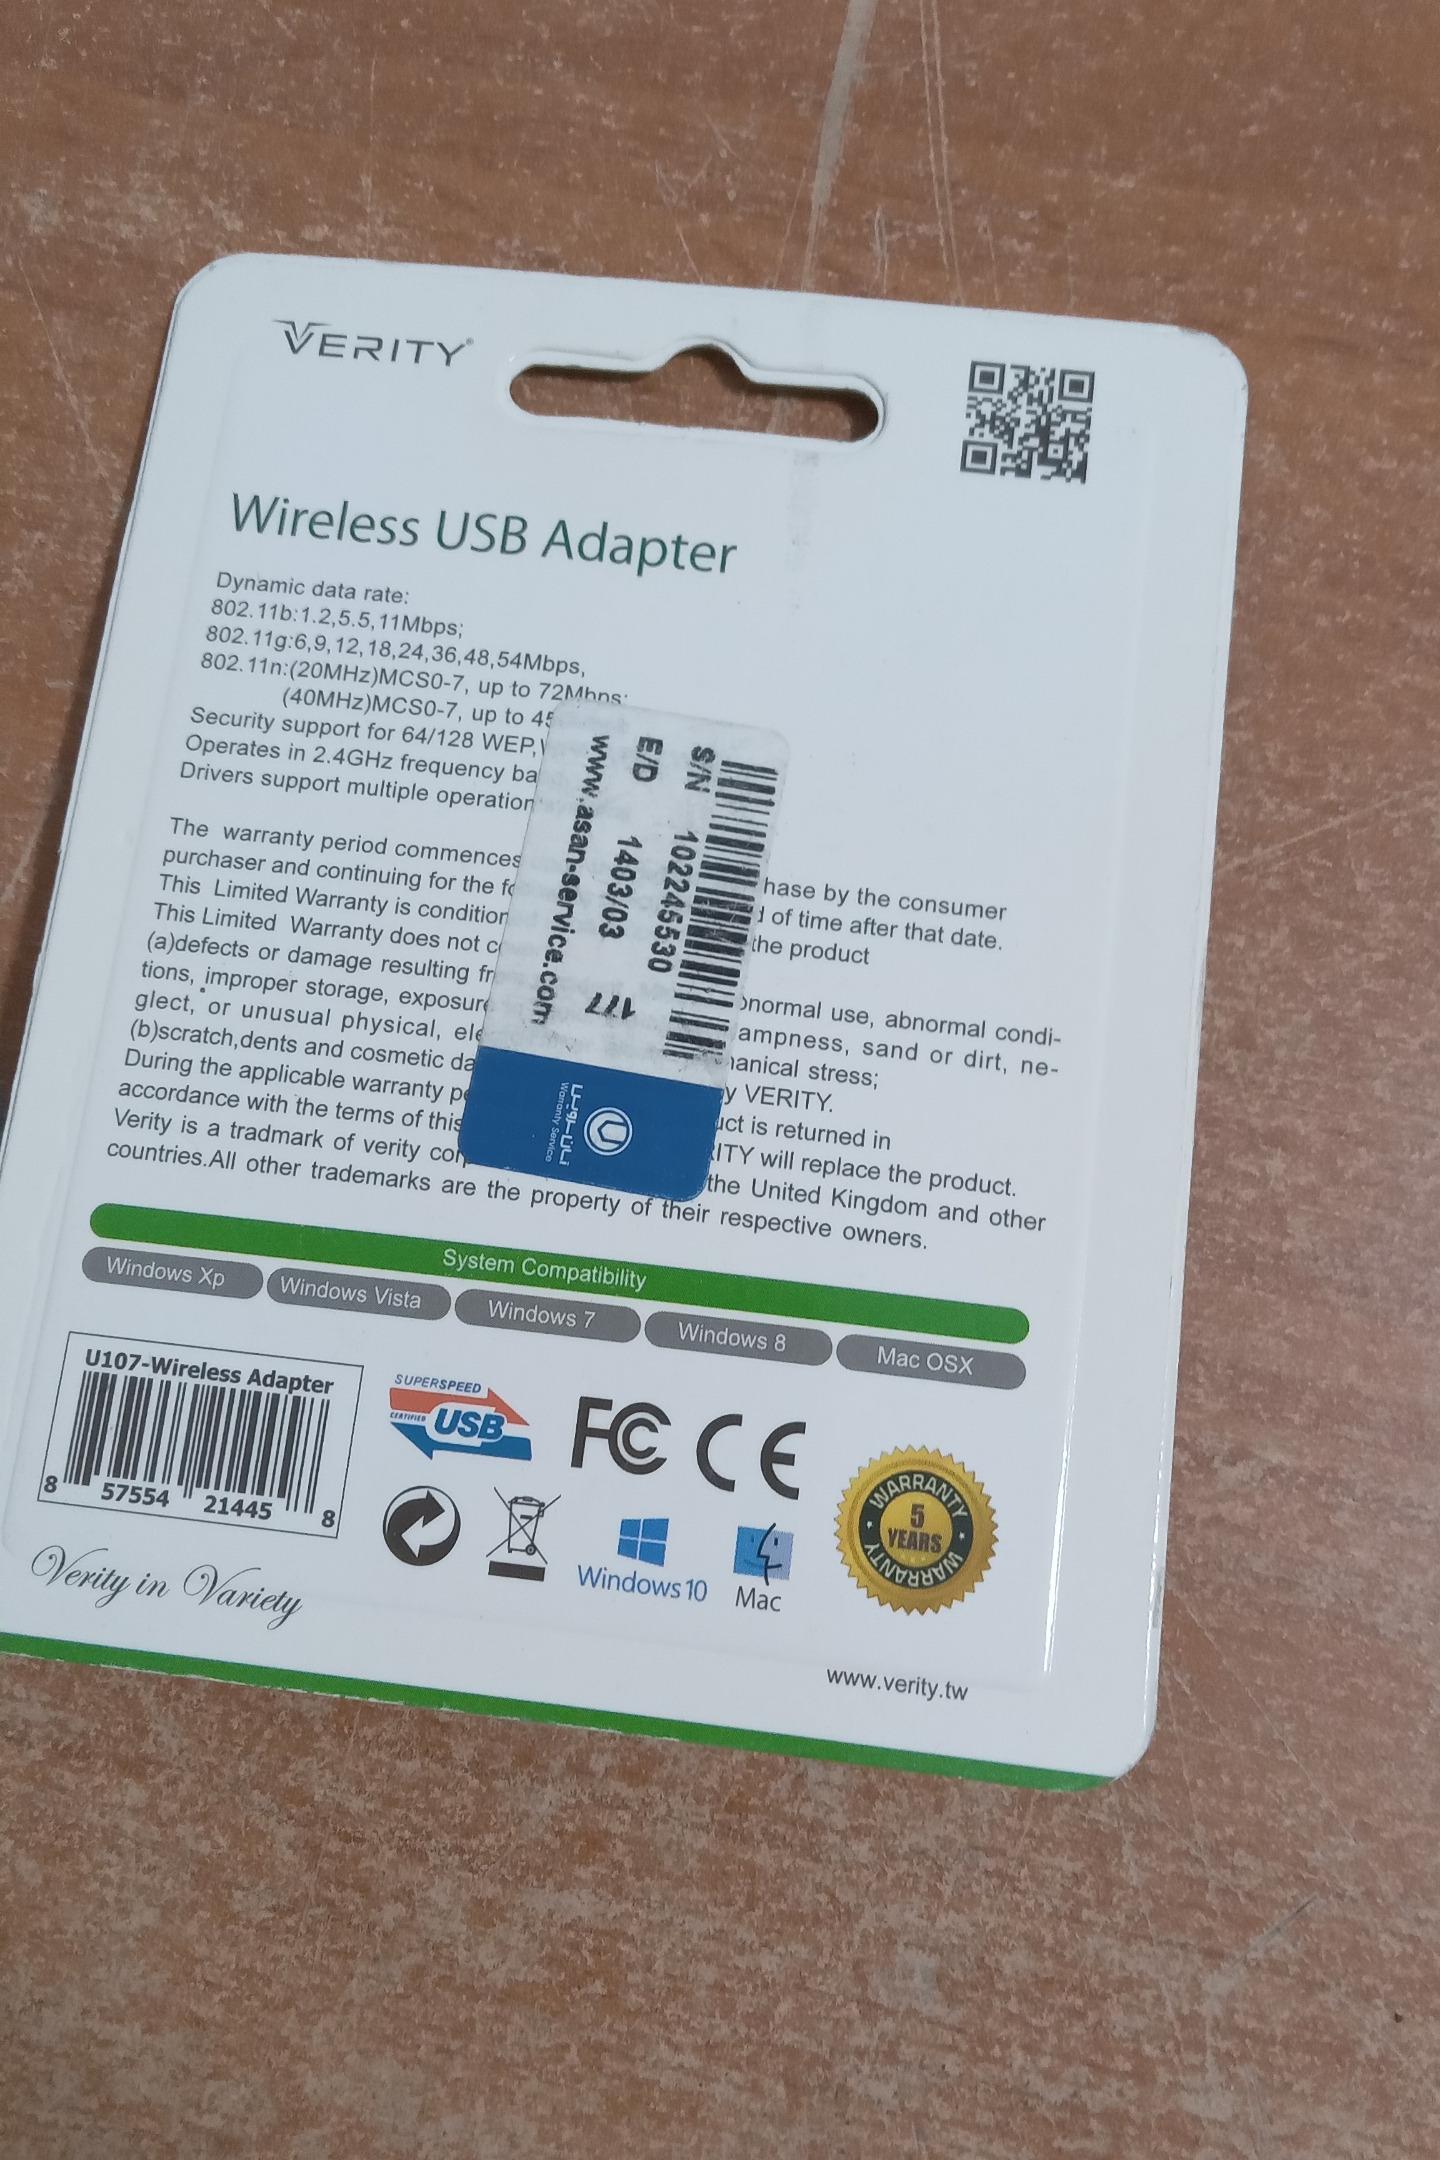 VERITY
Wireless USB Adapter
Dynamic data rate:
802.11b:1.2,5.5,11Mbps;
802.11g:6,9,12,18,24,36,48,54Mbps,
802.11n:(20MHz)MCS0-7, up to 72Mbps;
(40MHz)MCS0-7, up to
Security support for 64/128 WEP,
Operates in 2.4GHz frequency
Drivers support multiple operation
The warranty period commences hase by the consumer
purchaser and continuing for the d of time after that date.
This Limited Warranty is condition the product
This Limited Warranty does not
(a)defects or damage resulting normal use, abnormal condi-
tions, improper storage, exposure ampness, sand or dirt, ne-
glect, or unusual physical, anical stress;
(b)scratch,dents and cosmetic y VERITY.
During the applicable warranty uct is returned in
accordance with the terms of this ITY will replace the product.
Verity is a tradmark of verity the United Kingdom and other
countries.All other trademarks are the property of their respective owners.
S/N 102245530
E/D 1403/03 177
www.asan-service.com
Warranty Service
System Compatibility
Windows Xp
Windows Vista
Windows 7
Windows 8
Mac OSX
U107-Wireless Adapter
8 57554 21445 8
SUPERSPEED
CERTIFIED USB
FC CE
Windows 10
Mac
WARRANTY
5
YEARS
WARRANTY
Verity in Variety
www.verity.tw